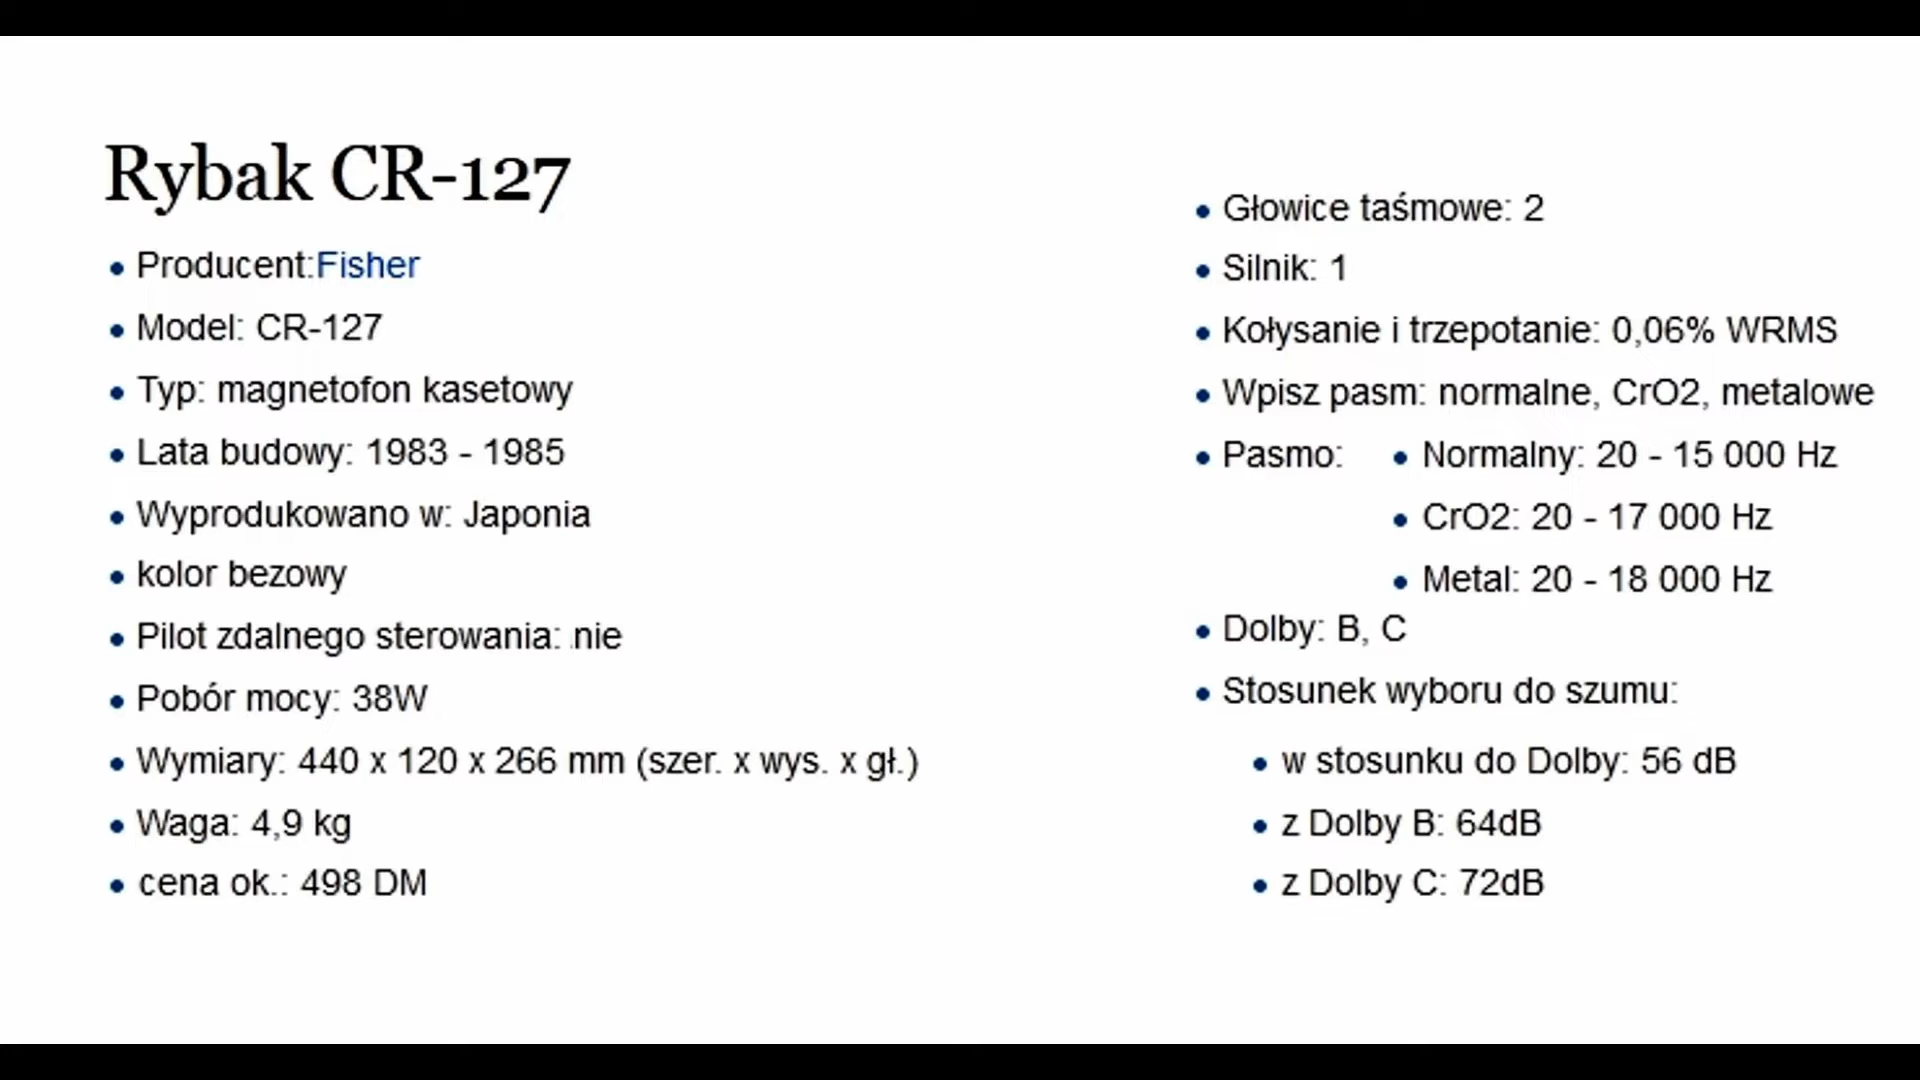 Rybak CR-127
Producent:Fisher
Model: CR-127
Typ: magnetofon kasetowy
Lata budowy: 1983 - 1985
Wyprodukowano w: Japonia
kolor bezowy
Pilot zdalnego sterowania: nie
Pobór mocy: 38W
Wymiary: 440 x 120 x 266 mm (szer. x wys. x gł.)
Waga: 4,9 kg
cena ok.: 498 DM
Głowice taśmowe: 2
Silnik: 1
Kołysanie i trzepotanie: 0,06% WRMS
Wpisz pasm: normalne, CrO2, metalowe
Pasmo: • Normalny: 20 - 15 000 Hz
CrO2: 20 - 17 000 Hz
Metal: 20 - 18 000 Hz
Dolby: B, C
Stosunek wyboru do szumu:
w stosunku do Dolby: 56 dB
z Dolby B: 64dB
z Dolby C: 72dB